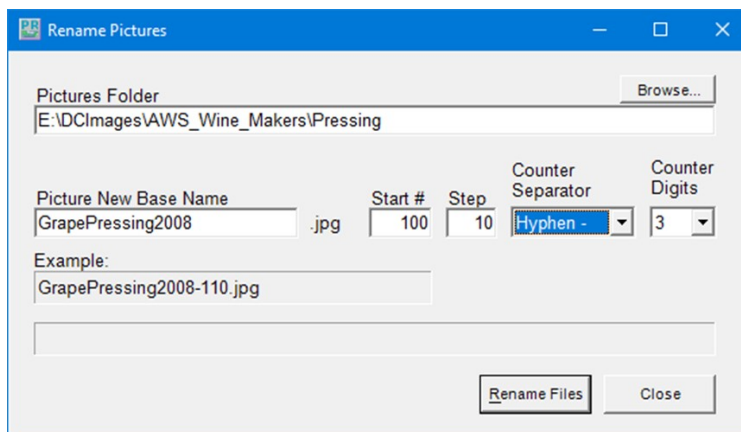 Rename Pictures
Browse...
Pictures Folder
E:\DCImages\AWS_Wine_Makers\Pressing
Counter Separator
Counter Digits
Picture New Base Name
Start #
Step
GrapePressing2008
.jpg
100
10
Hyphen -
3
Example:
GrapePressing2008-110.jpg
Rename Files
Close